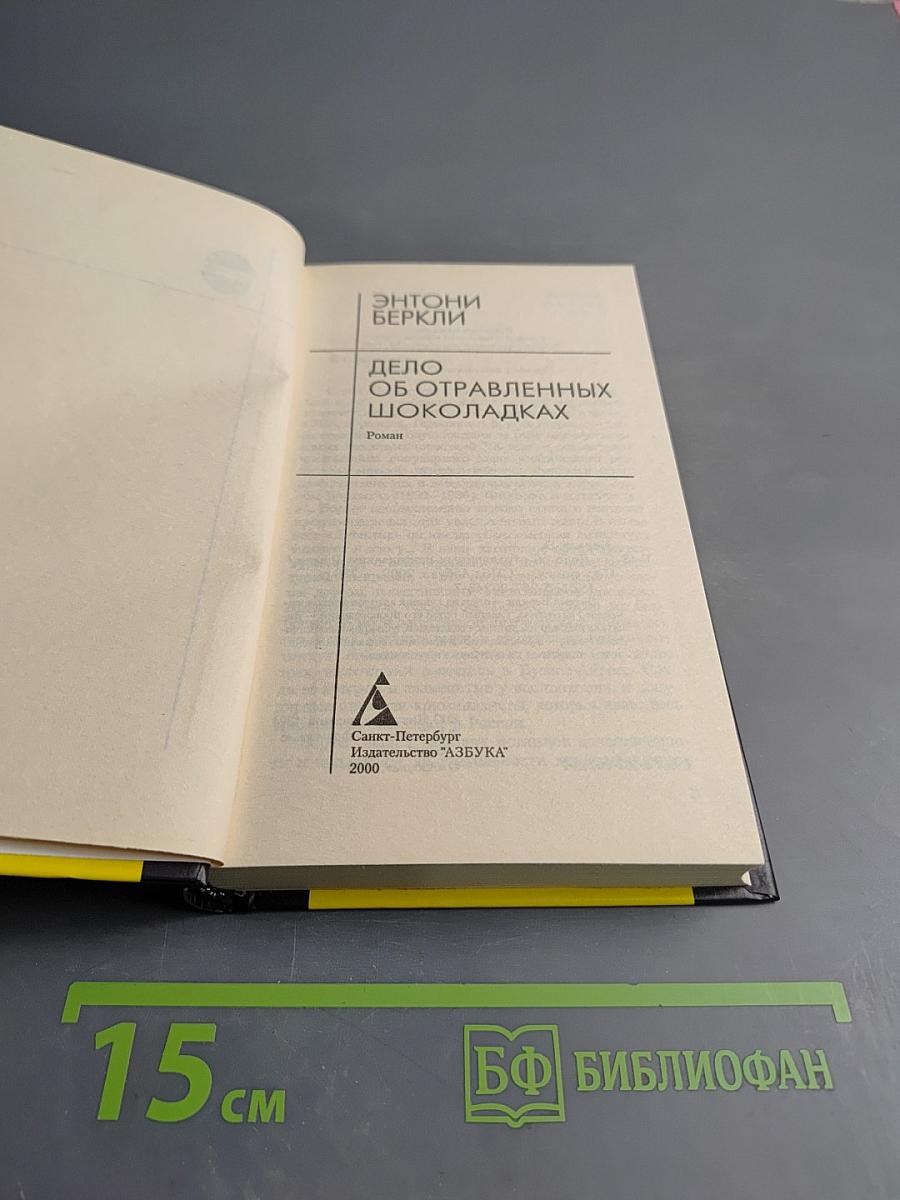 ЭНТОНИ
БЕРКЛИ
ДЕЛО
ОБ ОТРАВЛЕННЫХ
ШОКОЛАДКАХ
Роман
Санкт-Петербург
Издательство "АЗБУКА"
2000
15 см
БФ БИБЛИОФАН